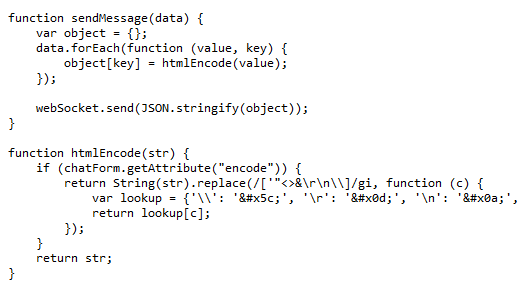 function sendMessage(data) {
    var object = {};
    data.forEach(function (value, key) {
        object[key] = htmlEncode(value);
    });

    webSocket.send(JSON.stringify(object));
}

function htmlEncode(str) {
    if (chatForm.getAttribute("encode")) {
        return String(str).replace(/['"<>&\r\n\\]/gi, function (c) {
            var lookup = {'\\': '&#x5c;', '\r': '&#x0d;', '\n': '&#x0a;',
            return lookup[c];
        });
    }
    return str;
}